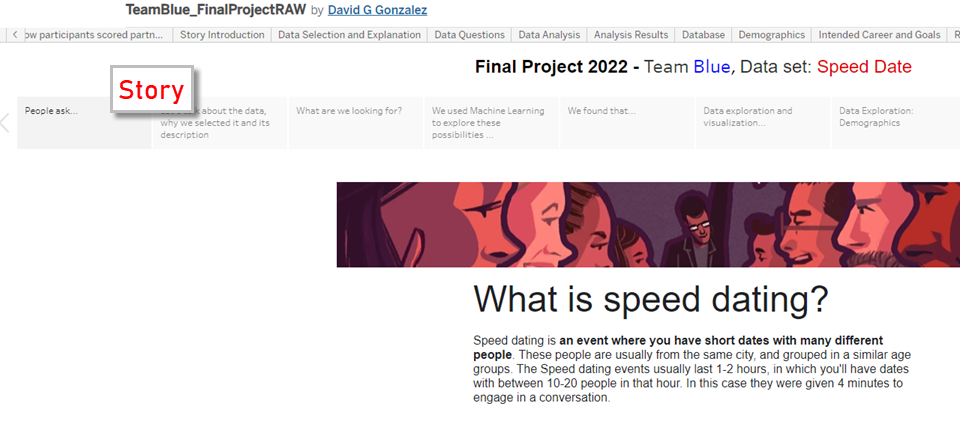 TeamBlue_FinalProjectRAW by David G Gonzalez
ow participants scored partn... Story Introduction Data Selection and Explanation Data Questions Data Analysis Analysis Results Database Demographics Intended Career and Goals R
Final Project 2022 - Team Blue, Data set: Speed Date
Story
People ask...
about the data,
why we selected it and its
description
What are we looking for?
We used Machine Learning
to explore these
possibilities ...
We found that...
Data exploration and
visualization...
Data Exploration:
Demographics
What is speed dating?
Speed dating is an event where you have short dates with many different
people. These people are usually from the same city, and grouped in a similar age
groups. The Speed dating events usually last 1-2 hours, in which you'll have dates
with between 10-20 people in that hour. In this case they were given 4 minutes to
engage in a conversation.